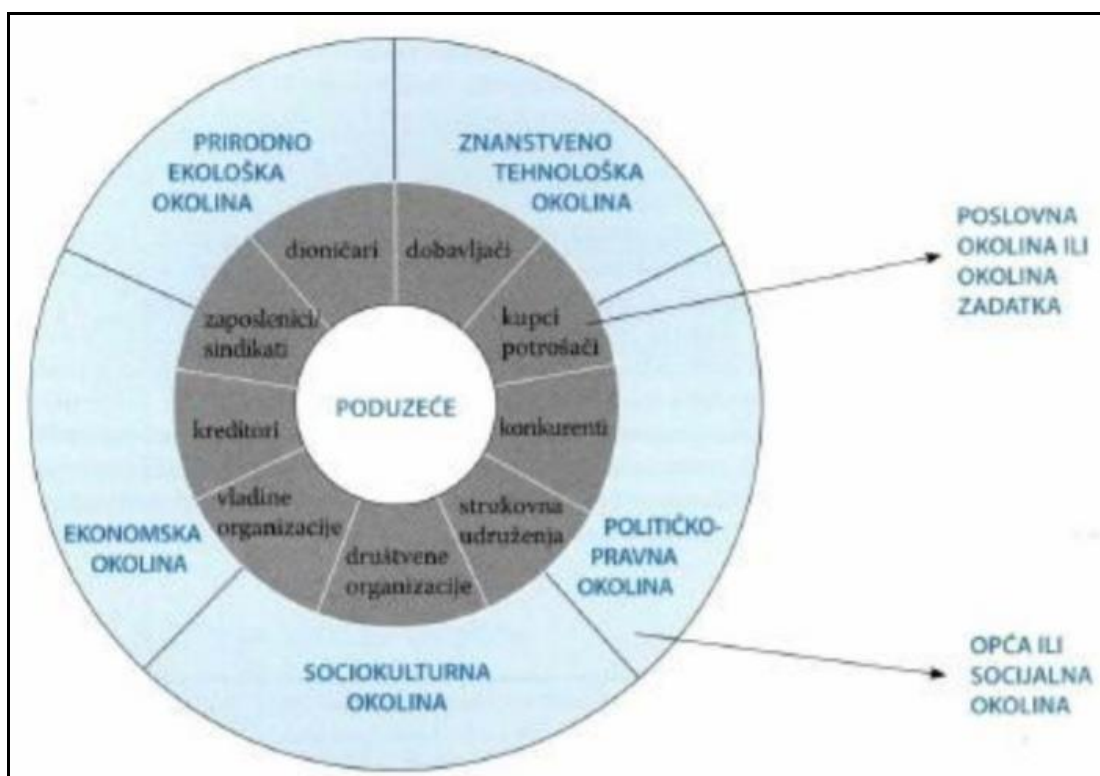 PRIRODNO
EKOLOŠKA
OKOLINA
ZNANSTVENO
TEHNOLOŠKA
OKOLINA
POSLOVNA
OKOLINA ILI
OKOLINA
ZADATKA
dioničari
dobavljači
zaposlenici/
sindikati
kupci
potrošači
PODUZEĆE
kreditori
konkurenti
vladine
organizacije
strukovna
udruženja
društvene
organizacije
EKONOMSKA
OKOLINA
POLITIČKO-
PRAVNA
OKOLINA
SOCIOKULTURNA
OKOLINA
OPĆA ILI
SOCIJALNA
OKOLINA